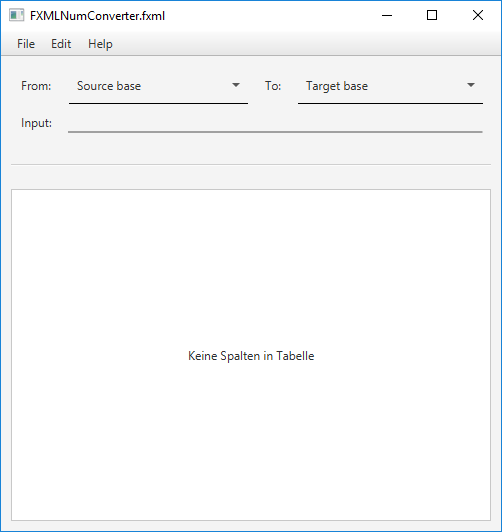 FXMLNumConverter.fxml
File Edit Help
From: Source base To: Target base
Input:
Keine Spalten in Tabelle